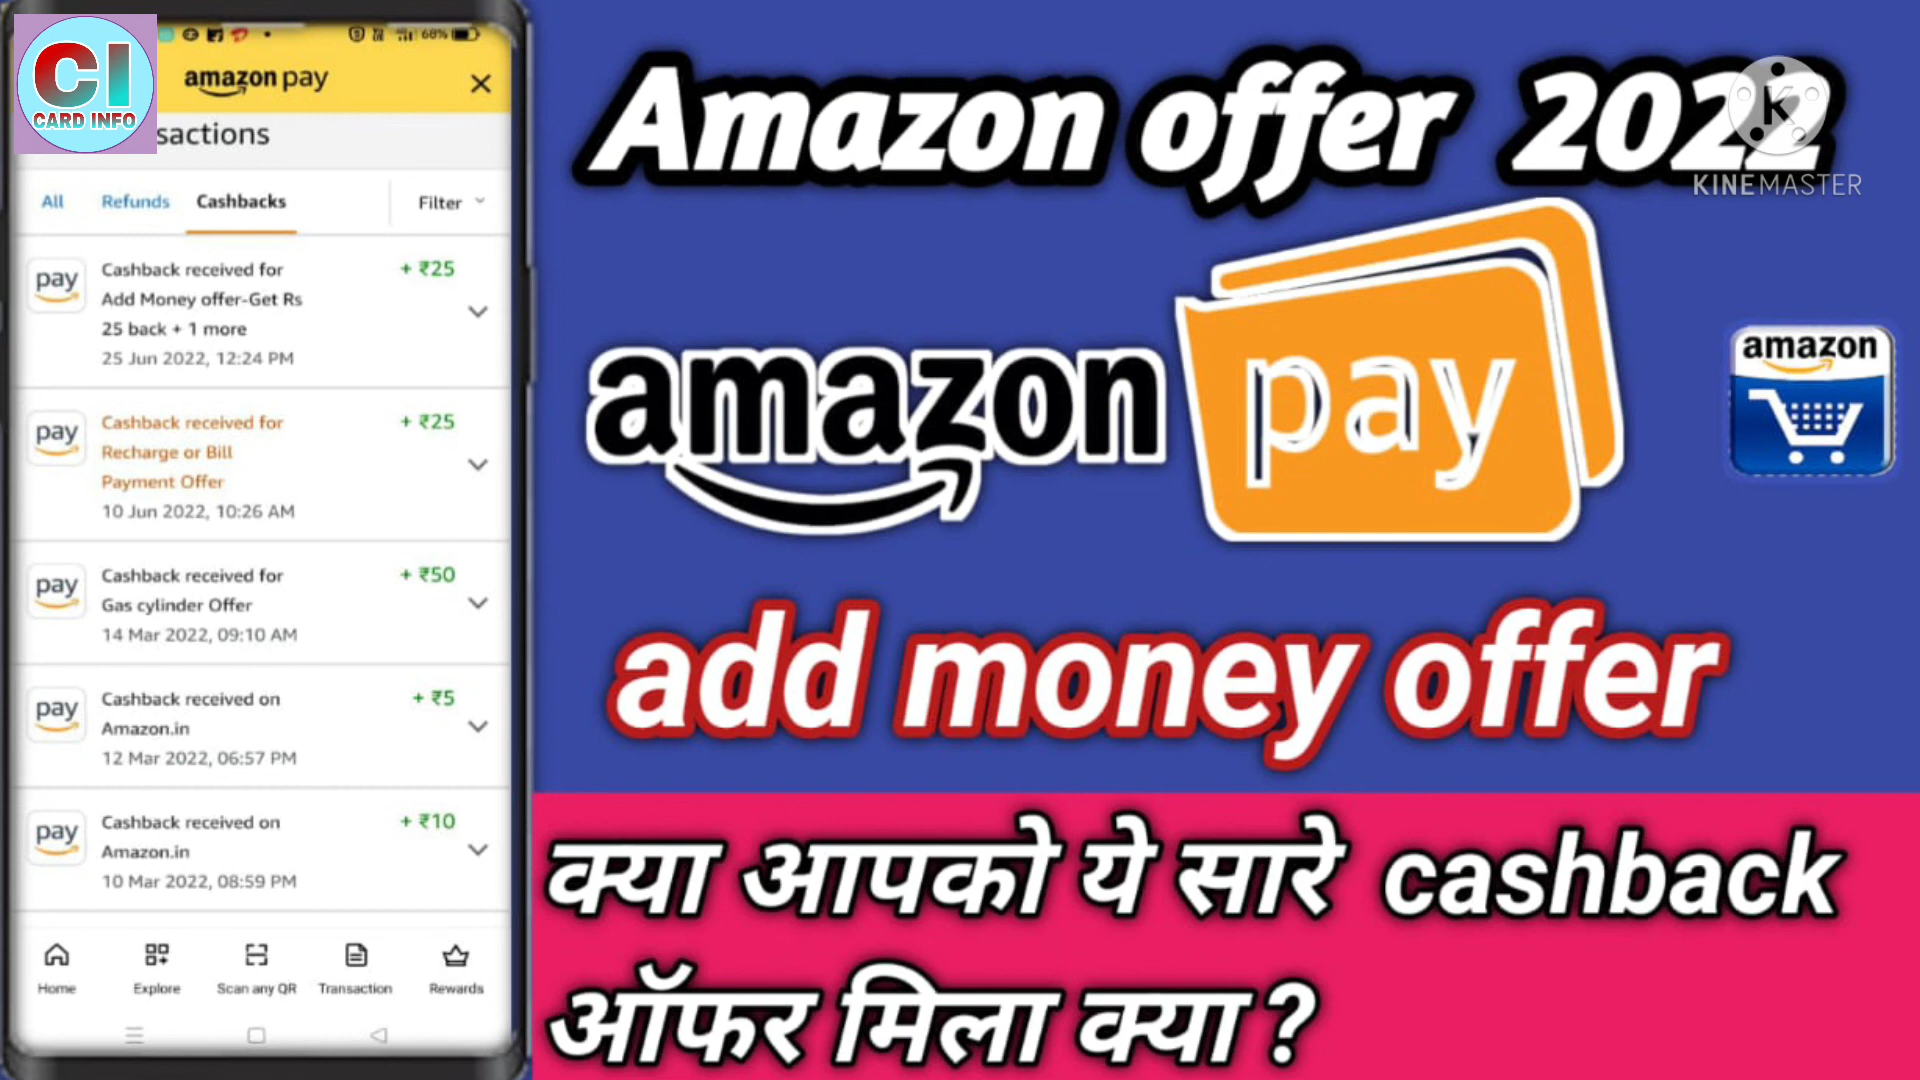 CI
CARD INFO
68%
amazon pay
sactions
All Refunds Cashbacks Filter
pay
Cashback received for
Add Money offer-Get Rs
25 back + 1 more
25 Jun 2022, 12:24 PM
+ ₹25
pay
Cashback received for
Recharge or Bill
Payment Offer
10 Jun 2022, 10:26 AM
+ ₹25
pay
Cashback received for
Gas cylinder Offer
14 Mar 2022, 09:10 AM
+ ₹50
pay
Cashback received on
Amazon.in
12 Mar 2022, 06:57 PM
+ ₹5
pay
Cashback received on
Amazon.in
10 Mar 2022, 08:59 PM
+ ₹10
Home Explore Scan any QR Transaction Rewards
Amazon offer 2022
K
KINEMASTER
amazon pay
amazon
add money offer
क्या आपको ये सारे cashback
ऑफर मिला क्या ?